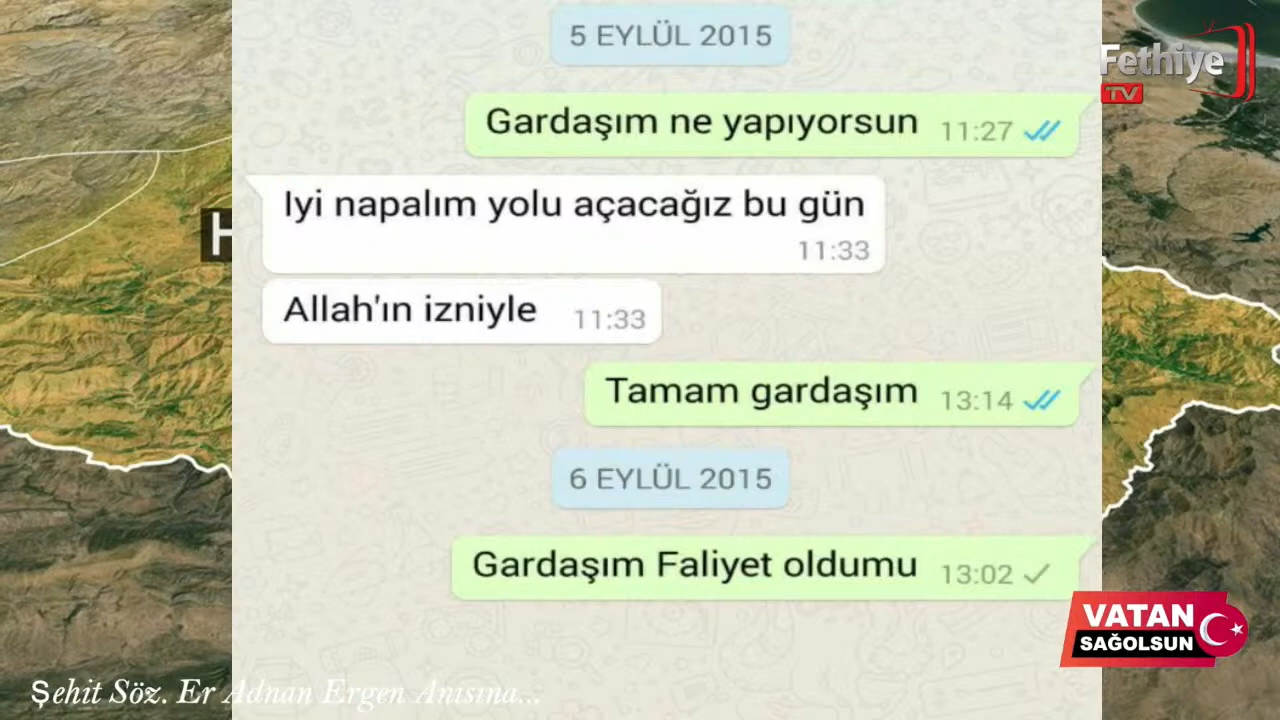 5 EYLÜL 2015
Fethiye
TV
Gardaşım ne yapıyorsun 11:27
Iyi napalım yolu açacağız bu gün
11:33
H
Allah'ın izniyle 11:33
Tamam gardaşım 13:14
6 EYLÜL 2015
Gardaşım Faliyet oldumu 13:02
VATAN
SAĞOLSUN
Şehit Söz. Er Adnan Ergen Anısına...